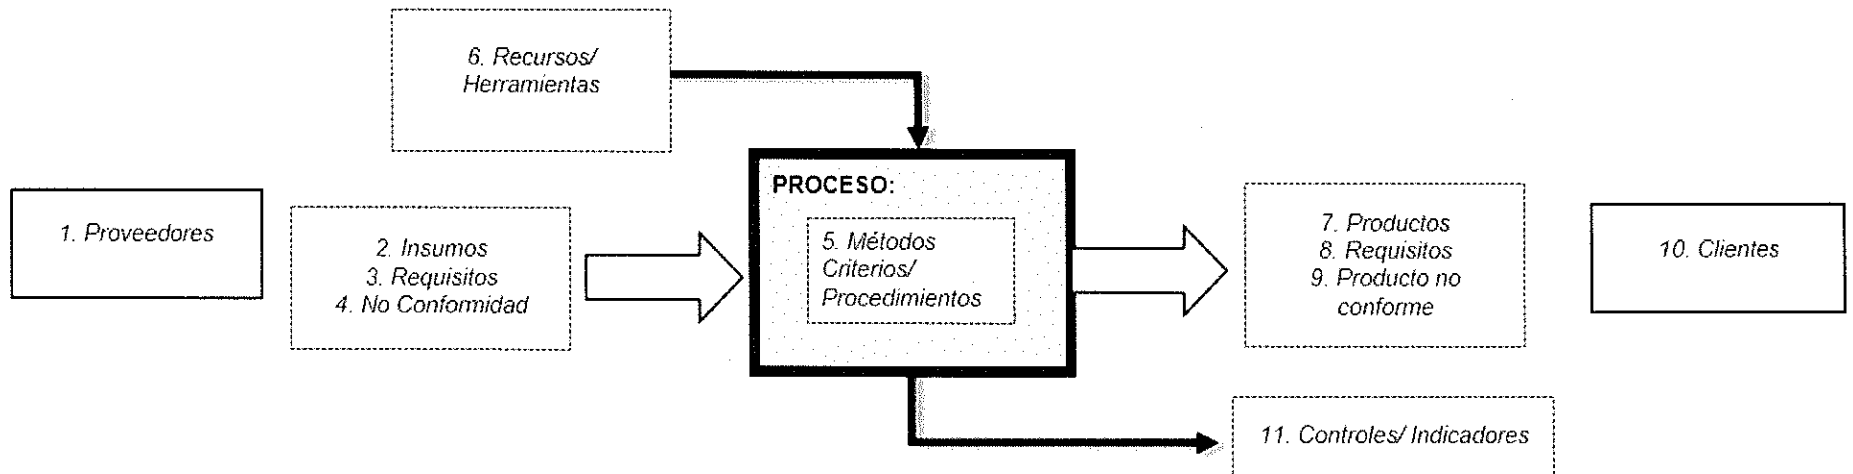 6. Recursos/
Herramientas
PROCESO:
1. Proveedores
2. Insumos
3. Requisitos
4. No Conformidad
5. Métodos
Criterios/
Procedimientos
7. Productos
8. Requisitos
9. Producto no
conforme
10. Clientes
11. Controles/ Indicadores